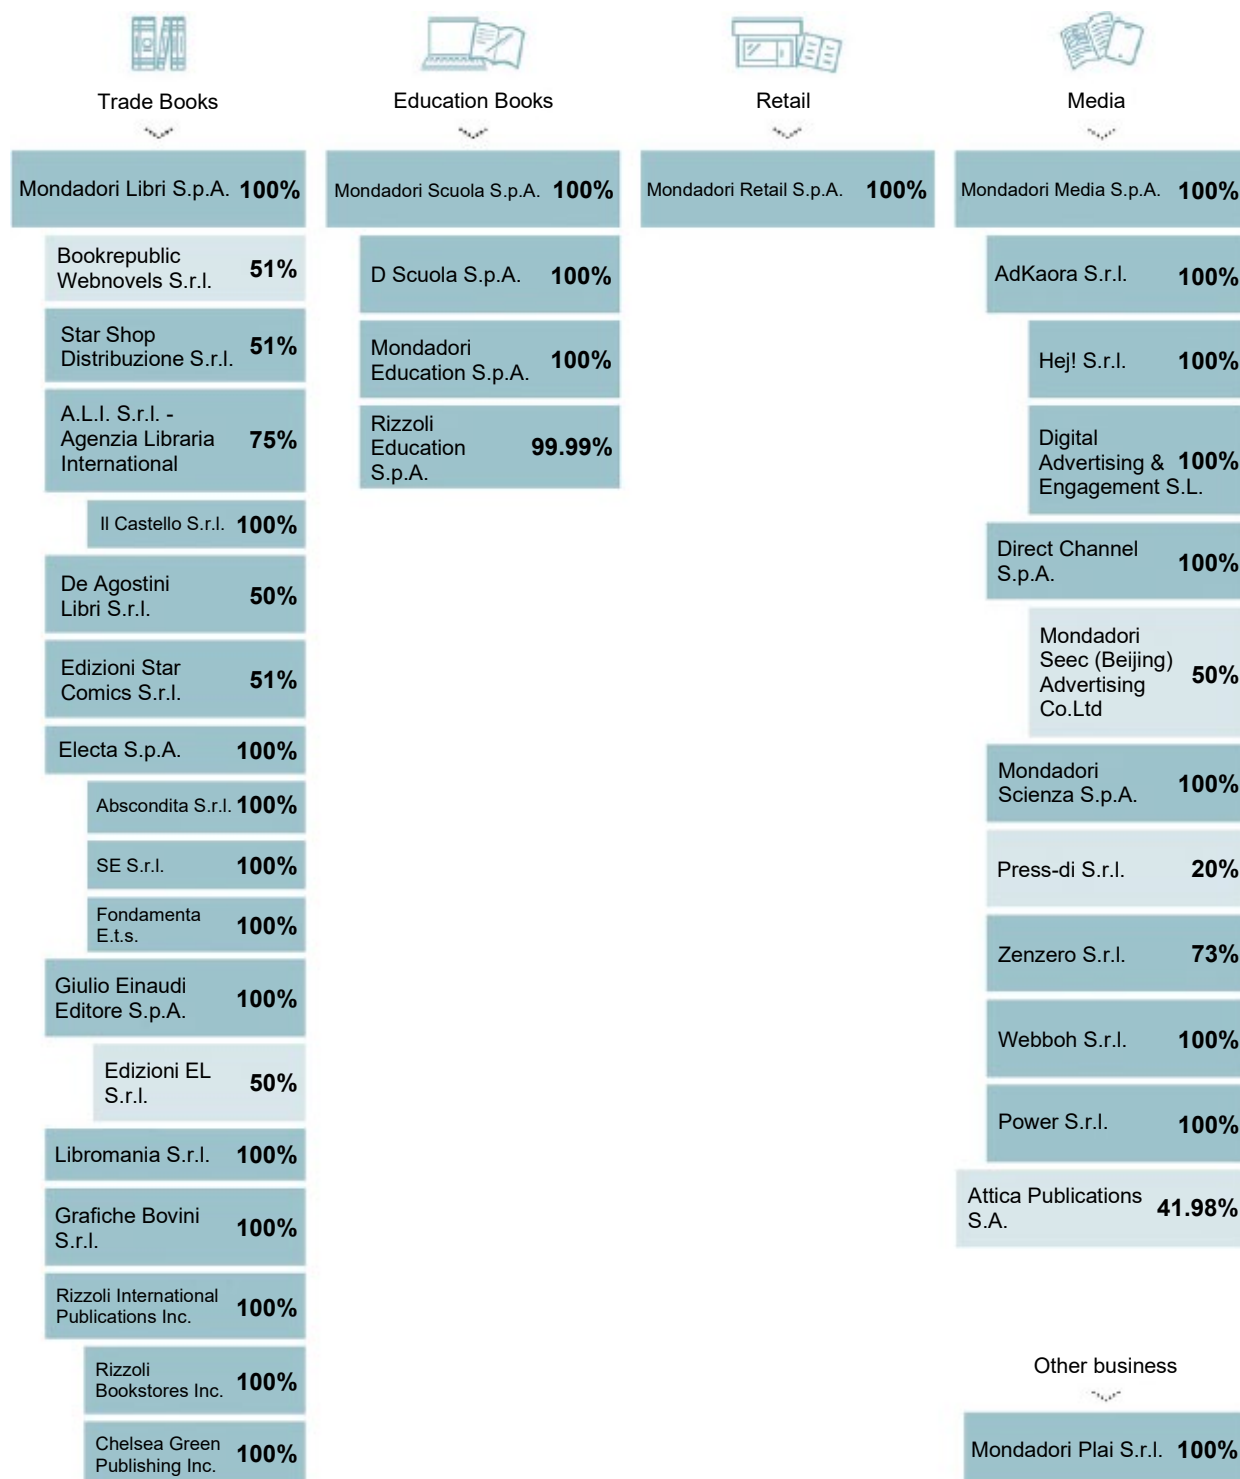 Trade Books
Mondadori Libri S.p.A. 100%
Bookrepublic
Webnovels S.r.l. 51%
Star Shop
Distribuzione S.r.l. 51%
A.L.I. S.r.l. -
Agenzia Libraria 75%
International
Il Castello S.r.l. 100%
De Agostini
Libri S.r.l. 50%
Edizioni Star
Comics S.r.l. 51%
Electa S.p.A. 100%
Abscondita S.r.l. 100%
SE S.r.l. 100%
Fondamenta
E.t.s. 100%
Giulio Einaudi
Editore S.p.A. 100%
Edizioni EL
S.r.l. 50%
Libromania S.r.l. 100%
Grafiche Bovini
S.r.l. 100%
Rizzoli International
Publications Inc. 100%
Rizzoli
Bookstores Inc. 100%
Chelsea Green
Publishing Inc. 100%
Education Books
Mondadori Scuola S.p.A. 100%
D Scuola S.p.A. 100%
Mondadori
Education S.p.A. 100%
Rizzoli
Education 99.99%
S.p.A.
Retail
Mondadori Retail S.p.A. 100%
Media
Mondadori Media S.p.A. 100%
AdKaora S.r.l. 100%
Hej! S.r.l. 100%
Digital
Advertising & 100%
Engagement S.L.
Direct Channel
S.p.A. 100%
Mondadori
Seec (Beijing)
Advertising 50%
Co.Ltd
Mondadori
Scienza S.p.A. 100%
Press-di S.r.l. 20%
Zenzero S.r.l. 73%
Webboh S.r.l. 100%
Power S.r.l. 100%
Attica Publications
S.A. 41.98%
Other business
Mondadori Plai S.r.l. 100%